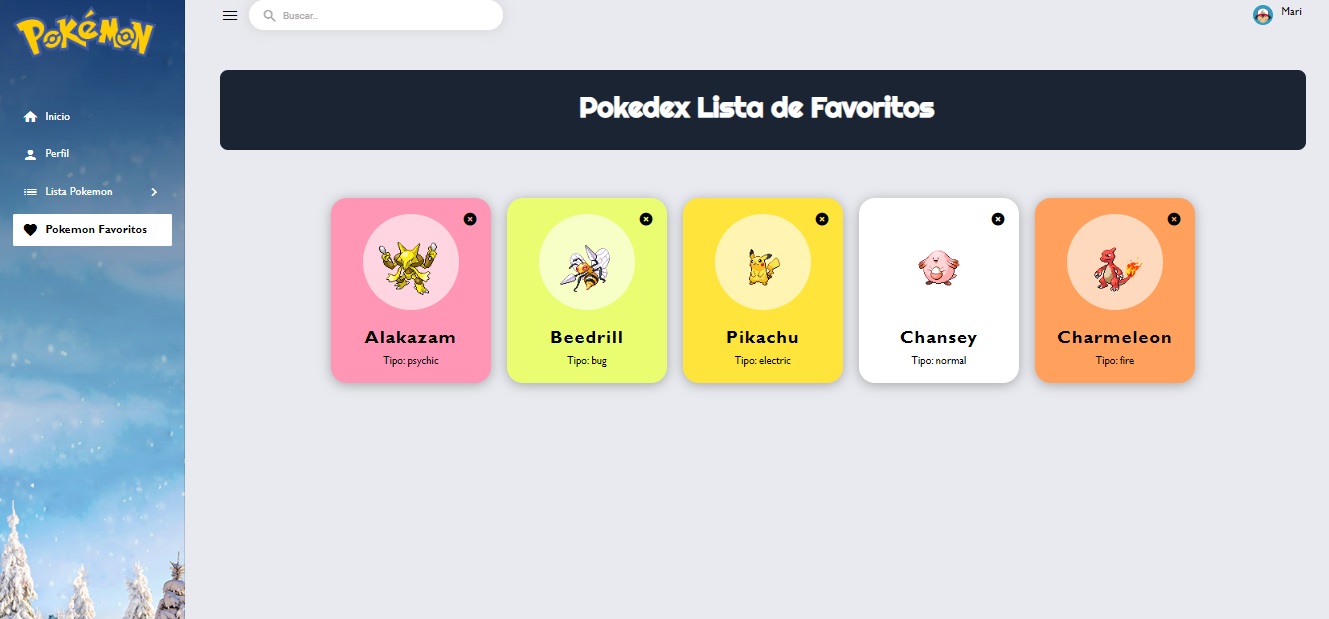 POKéMON
Buscar..
Mari
Inicio
Perfil
Lista Pokemon
Pokemon Favoritos
Pokedex Lista de Favoritos
Alakazam
Tipo: psychic
Beedrill
Tipo: bug
Pikachu
Tipo: electric
Chansey
Tipo: normal
Charmeleon
Tipo: fire